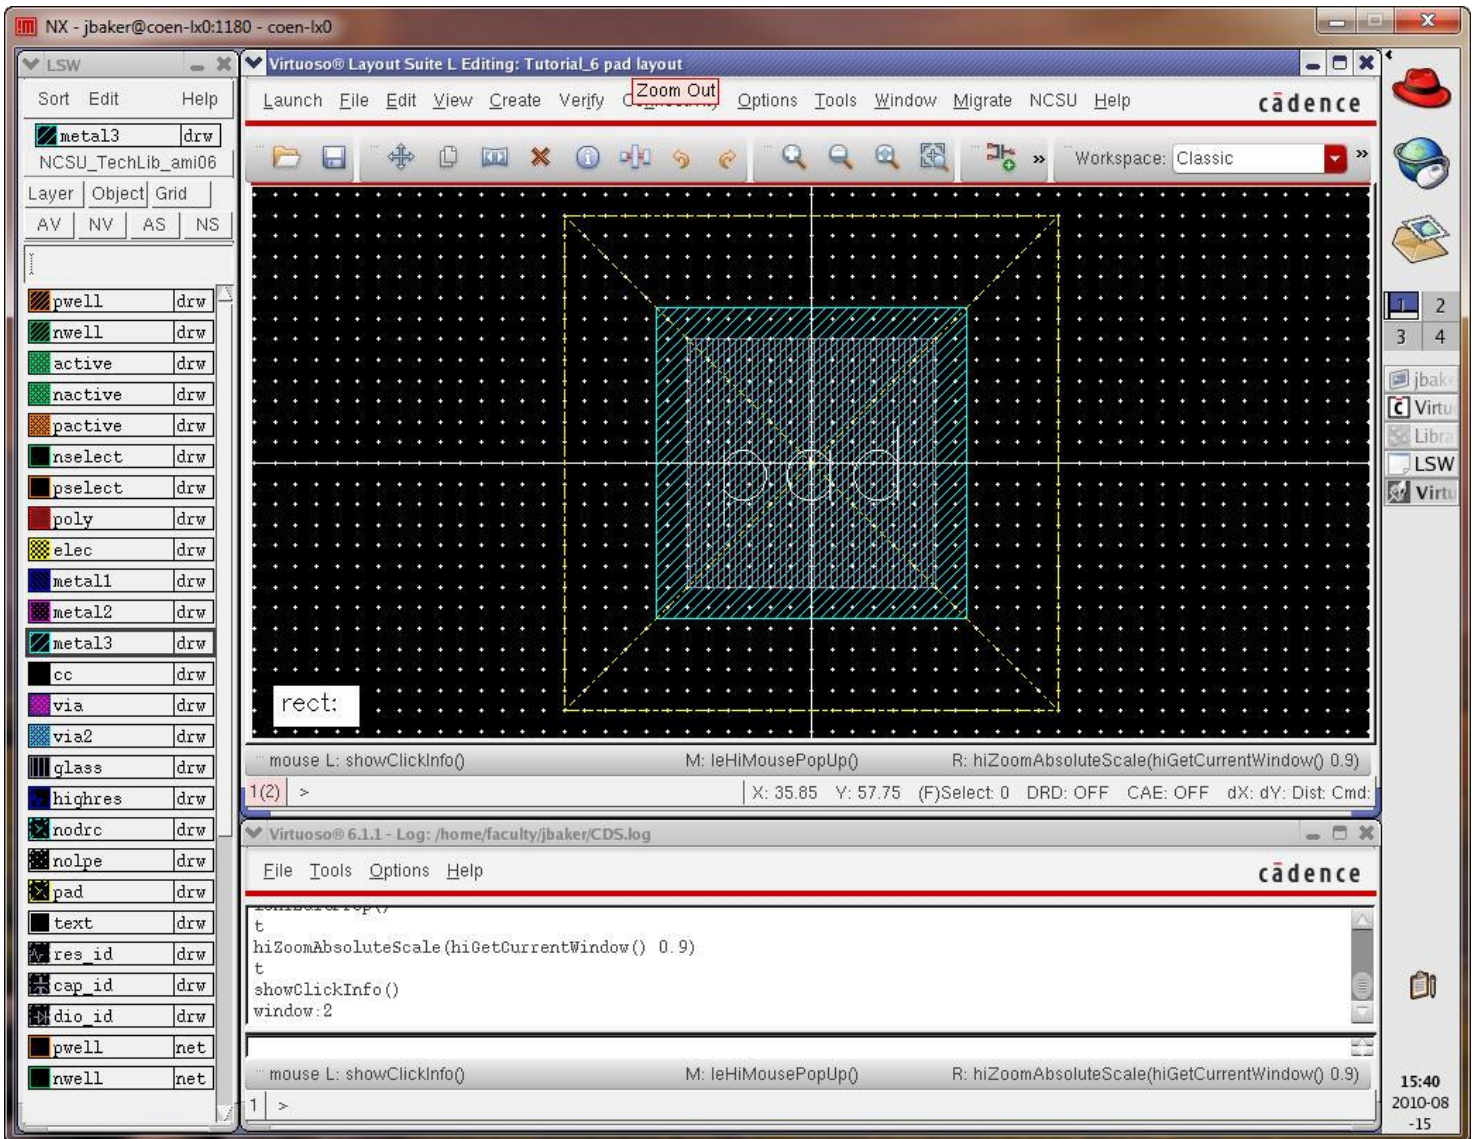 NX - jbaker@coen-lx0:1180 - coen-lx0
LSW
Sort Edit Help
metal3 drw
NCSU_TechLib_ami06
Layer Object Grid
AV NV AS NS
pwell drw
nwell drw
active drw
nactive drw
pactive drw
nselect drw
pselect drw
poly drw
elec drw
metal1 drw
metal2 drw
metal3 drw
cc drw
via drw
via2 drw
glass drw
highres drw
nodrc drw
nolpe drw
pad drw
text drw
res_id drw
cap_id drw
dio_id drw
pwell net
nwell net
Virtuoso® Layout Suite L Editing: Tutorial_6 pad layout
Zoom Out
Launch File Edit View Create Verify Options Tools Window Migrate NCSU Help cādence
» Workspace: Classic »
pad
rect:
mouse L: showClickInfo() M: leHiMousePopUp() R: hiZoomAbsoluteScale(hiGetCurrentWindow() 0.9)
1(2) > X: 35.85 Y: 57.75 (F)Select: 0 DRD: OFF CAE: OFF dX: dY: Dist: Cmd:
Virtuoso® 6.1.1 - Log: /home/faculty/jbaker/CDS.log
File Tools Options Help cādence
t
hiZoomAbsoluteScale(hiGetCurrentWindow() 0.9)
t
showClickInfo()
window:2
mouse L: showClickInfo() M: leHiMousePopUp() R: hiZoomAbsoluteScale(hiGetCurrentWindow() 0.9)
1 >
1 2
3 4
jbake
Virtu
Libra
LSW
Virtu
15:40
2010-08
-15